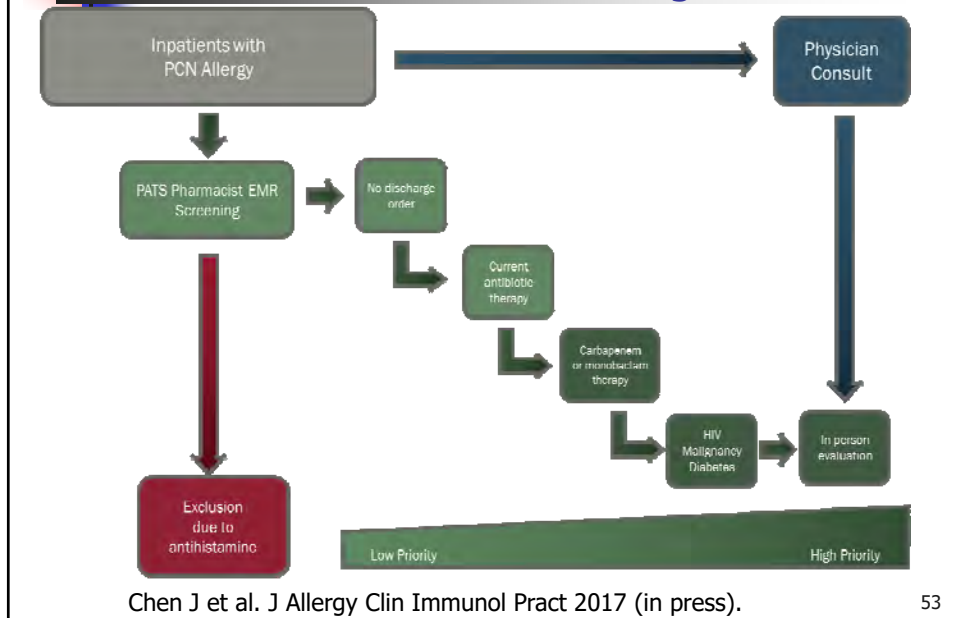 Inpatients with
PCN Allergy
Physician
Consult
PATS Pharmacist EMR
Screening
No discharge
order
Current
antibiotic
therapy
Carbapenem
or monobactam
therapy
HIV
Malignancy
Diabetes
In person
evaluation
Exclusion
due to
antihistamine
Low Priority
High Priority
Chen J et al. J Allergy Clin Immunol Pract 2017 (in press).
53